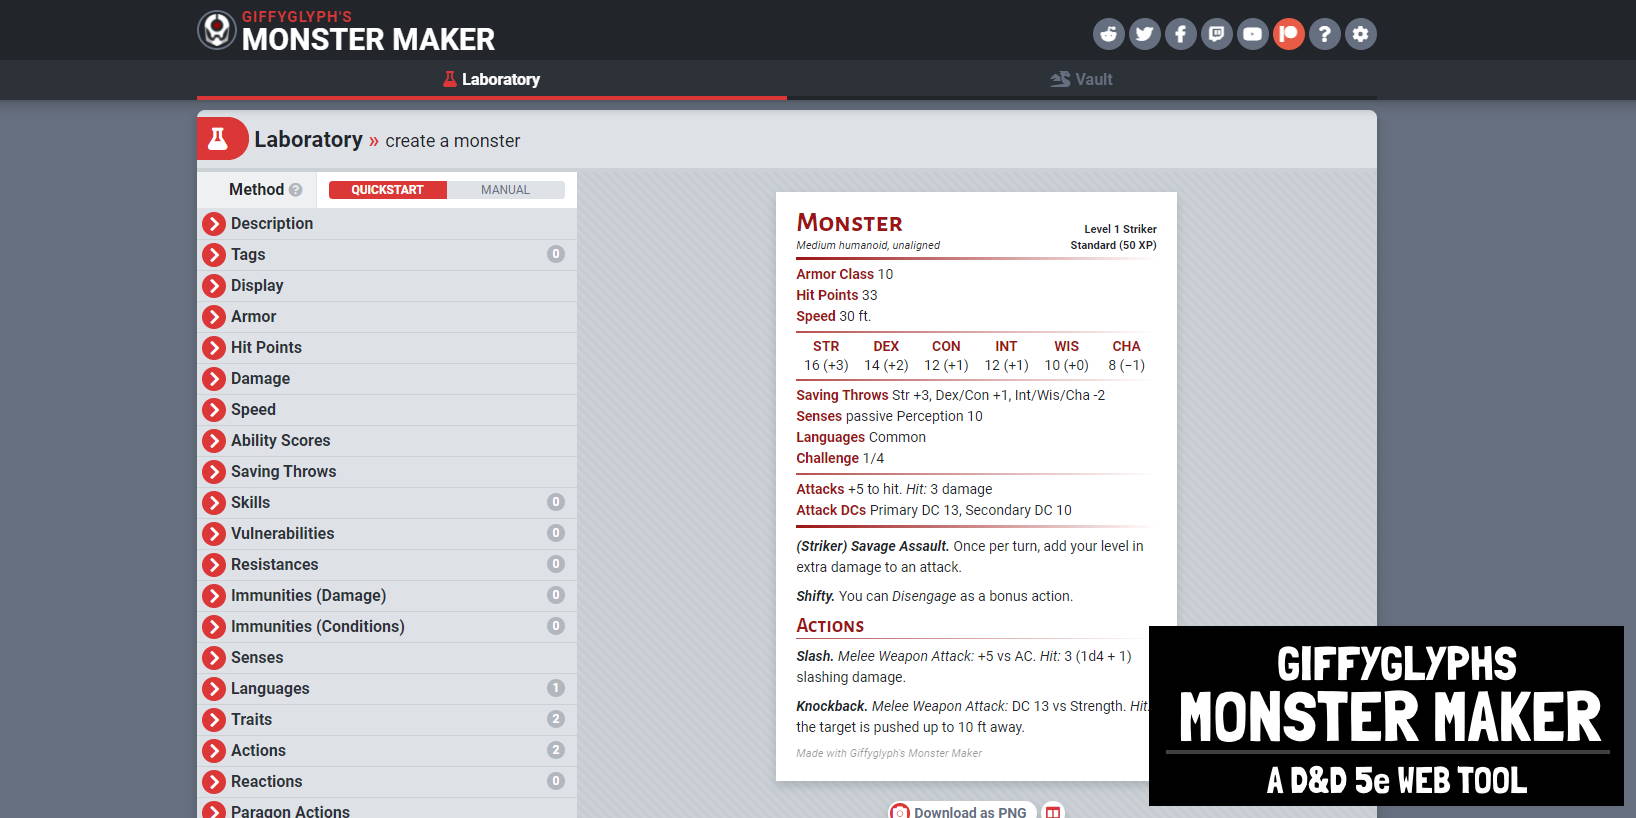 GIFFYGLYPH'S
MONSTER MAKER
Laboratory
Vault
Laboratory » create a monster
Method ?
QUICKSTART
MANUAL
Description
Tags 0
Display
Armor
Hit Points
Damage
Speed
Ability Scores
Saving Throws
Skills 0
Vulnerabilities 0
Resistances 0
Immunities (Damage) 0
Immunities (Conditions) 0
Senses
Languages 1
Traits 2
Actions 2
Reactions 0
Paragon Actions
Monster
Level 1 Striker
Medium humanoid, unaligned
Standard (50 XP)
Armor Class 10
Hit Points 33
Speed 30 ft.
STR DEX CON INT WIS CHA
16 (+3) 14 (+2) 12 (+1) 12 (+1) 10 (+0) 8 (−1)
Saving Throws Str +3, Dex/Con +1, Int/Wis/Cha -2
Senses passive Perception 10
Languages Common
Challenge 1/4
Attacks +5 to hit. Hit: 3 damage
Attack DCs Primary DC 13, Secondary DC 10
(Striker) Savage Assault. Once per turn, add your level in
extra damage to an attack.
Shifty. You can Disengage as a bonus action.
Actions
Slash. Melee Weapon Attack: +5 vs AC. Hit: 3 (1d4 + 1)
slashing damage.
Knockback. Melee Weapon Attack: DC 13 vs Strength. Hit:
the target is pushed up to 10 ft away.
Made with Giffyglyph's Monster Maker
Download as PNG
GIFFYGLYPHS
MONSTER MAKER
A D&D 5e WEB TOOL